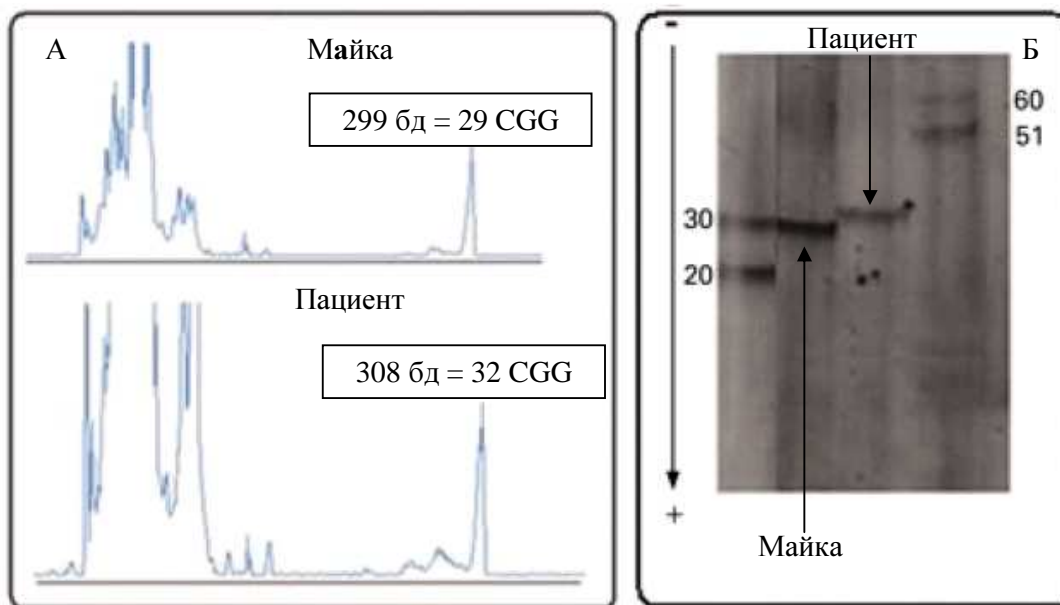 А
Майка
299 бд = 29 CGG
Пациент
308 бд = 32 CGG
-
Пациент
Б
60
51
30
20
+
Майка